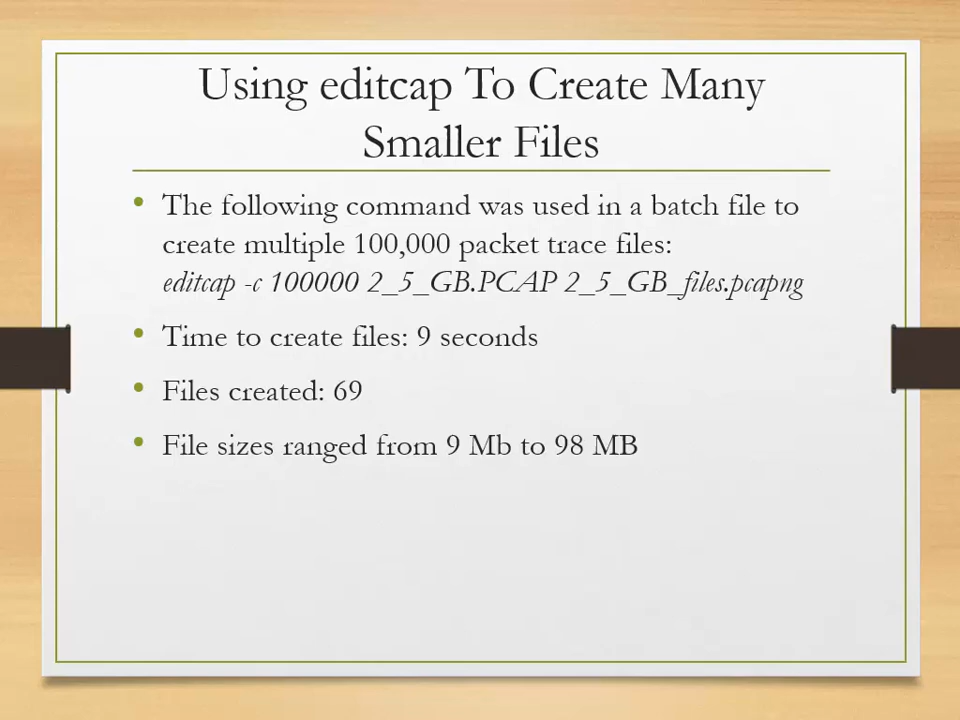 Using editcap To Create Many
Smaller Files
• The following command was used in a batch file to
create multiple 100,000 packet trace files:
editcap -c 100000 2_5_GB.PCAP 2_5_GB_files.pcapng
• Time to create files: 9 seconds
• Files created: 69
• File sizes ranged from 9 Mb to 98 MB